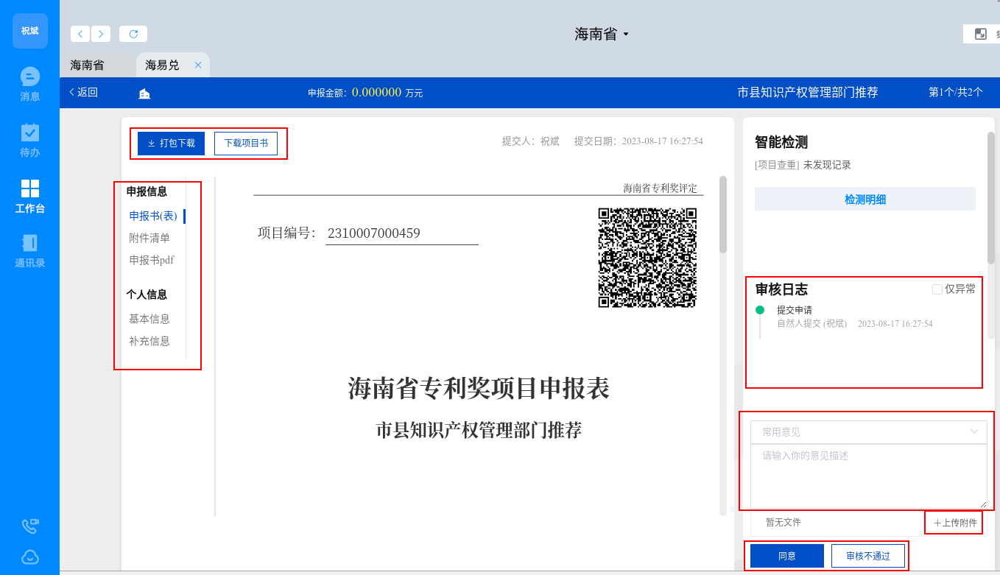 祝斌
消息
待办
工作台
通讯录
海南省
海南省
海易兑
返回
申报金额：0.000000 万元
市县知识产权管理部门推荐
第1个/共2个
打包下载
下载项目书
提交人：祝斌
提交日期：2023-08-17 16:27:54
申报信息
申报书(表)
附件清单
申报书pdf
个人信息
基本信息
补充信息
海南省专利奖评定
项目编号： 2310007000459
海南省专利奖项目申报表
市县知识产权管理部门推荐
智能检测
[项目查重] 未发现记录
检测明细
审核日志
仅异常
提交申请
自然人提交 (祝斌) 2023-08-17 16:27:54
常用意见
请输入你的意见描述
暂无文件
＋上传附件
同意
审核不通过